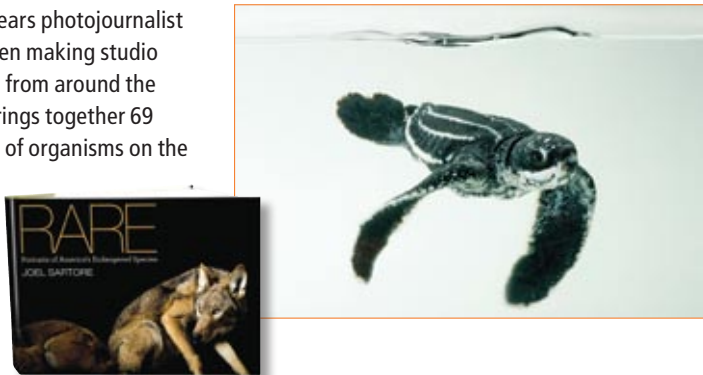 ears photojournalist
en making studio
from around the
rings together 69
of organisms on the
RARE
Portraits of America's Endangered Species
JOEL SARTORE